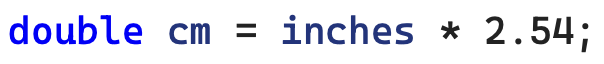 double cm = inches * 2.54;